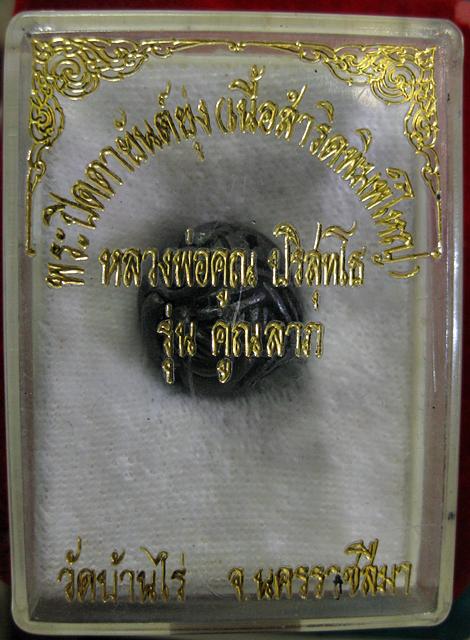 พระปิดตายันต์ยุ่ง (เนื้อสำริดพิมพ์ใหญ่)
หลวงพ่อคูณ ปริสุทโธ
รุ่น คูณลาภ
วัดบ้านไร่ จ.นครราชสีมา